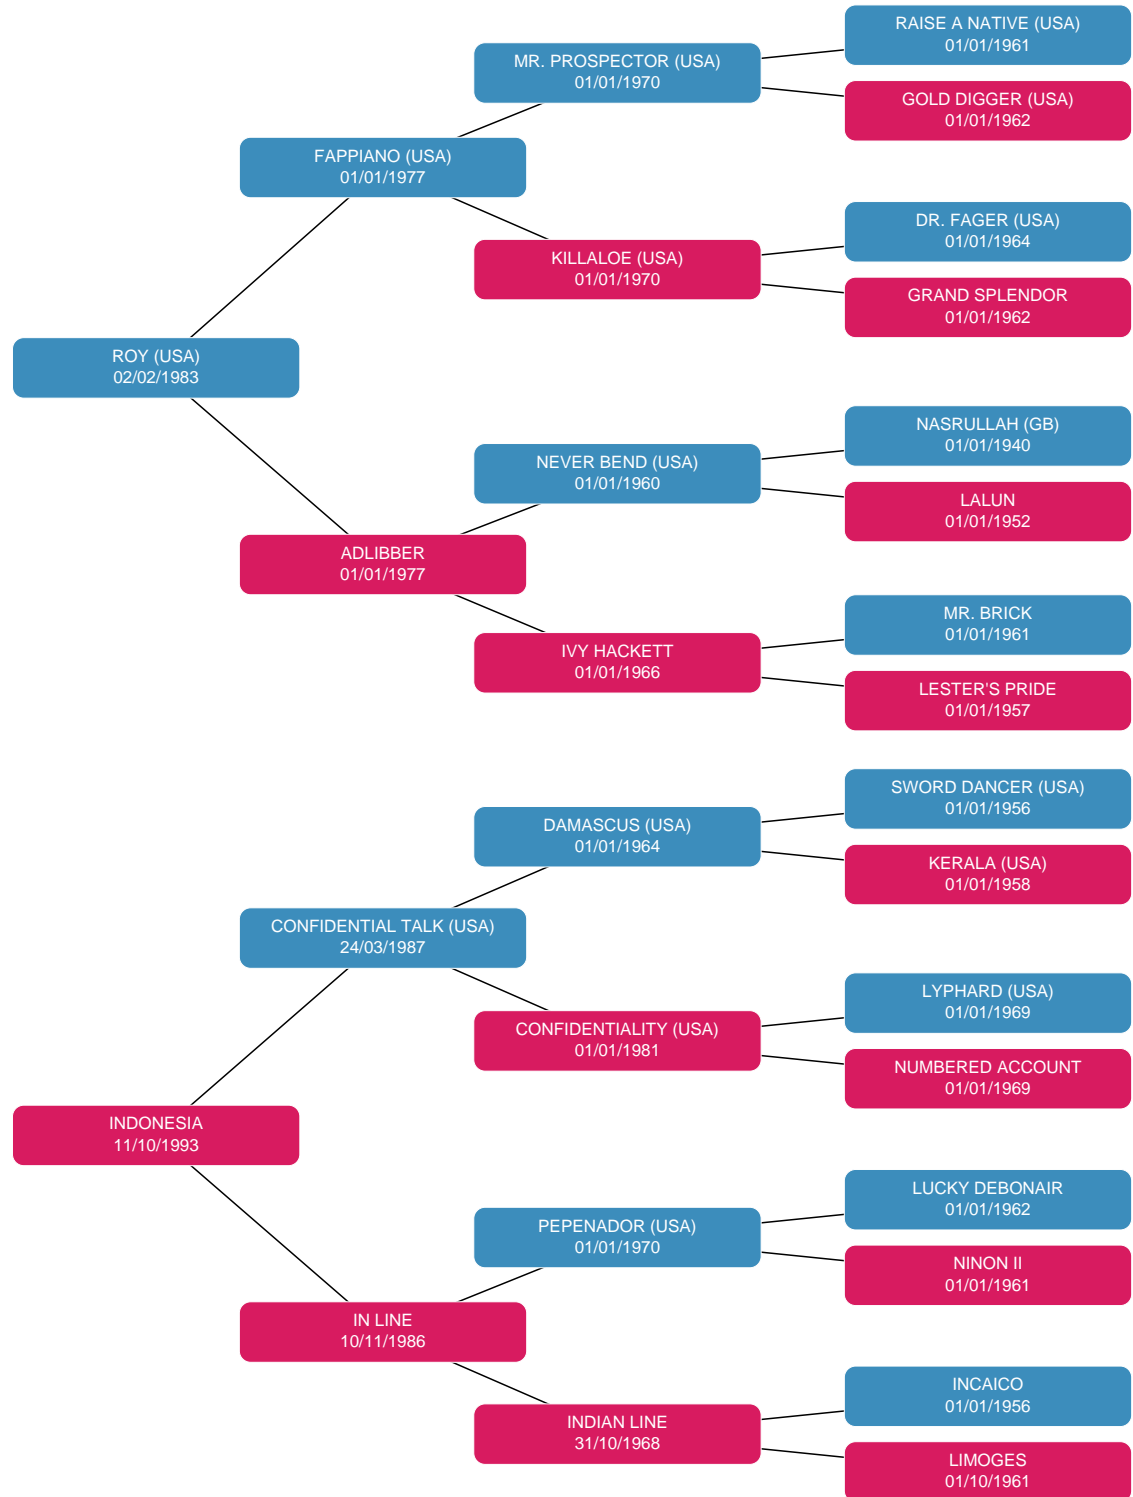 RAISE A NATIVE (USA)
01/01/1961
MR. PROSPECTOR (USA)
01/01/1970
GOLD DIGGER (USA)
01/01/1962
FAPPIANO (USA)
01/01/1977
DR. FAGER (USA)
01/01/1964
KILLALOE (USA)
01/01/1970
GRAND SPLENDOR
01/01/1962
ROY (USA)
02/02/1983
NASRULLAH (GB)
01/01/1940
NEVER BEND (USA)
01/01/1960
LALUN
01/01/1952
ADLIBBER
01/01/1977
MR. BRICK
01/01/1961
IVY HACKETT
01/01/1966
LESTER'S PRIDE
01/01/1957
SWORD DANCER (USA)
01/01/1956
DAMASCUS (USA)
01/01/1964
KERALA (USA)
01/01/1958
CONFIDENTIAL TALK (USA)
24/03/1987
LYPHARD (USA)
01/01/1969
CONFIDENTIALITY (USA)
01/01/1981
NUMBERED ACCOUNT
01/01/1969
INDONESIA
11/10/1993
LUCKY DEBONAIR
01/01/1962
PEPENADOR (USA)
01/01/1970
NINON II
01/01/1961
IN LINE
10/11/1986
INCAICO
01/01/1956
INDIAN LINE
31/10/1968
LIMOGES
01/10/1961